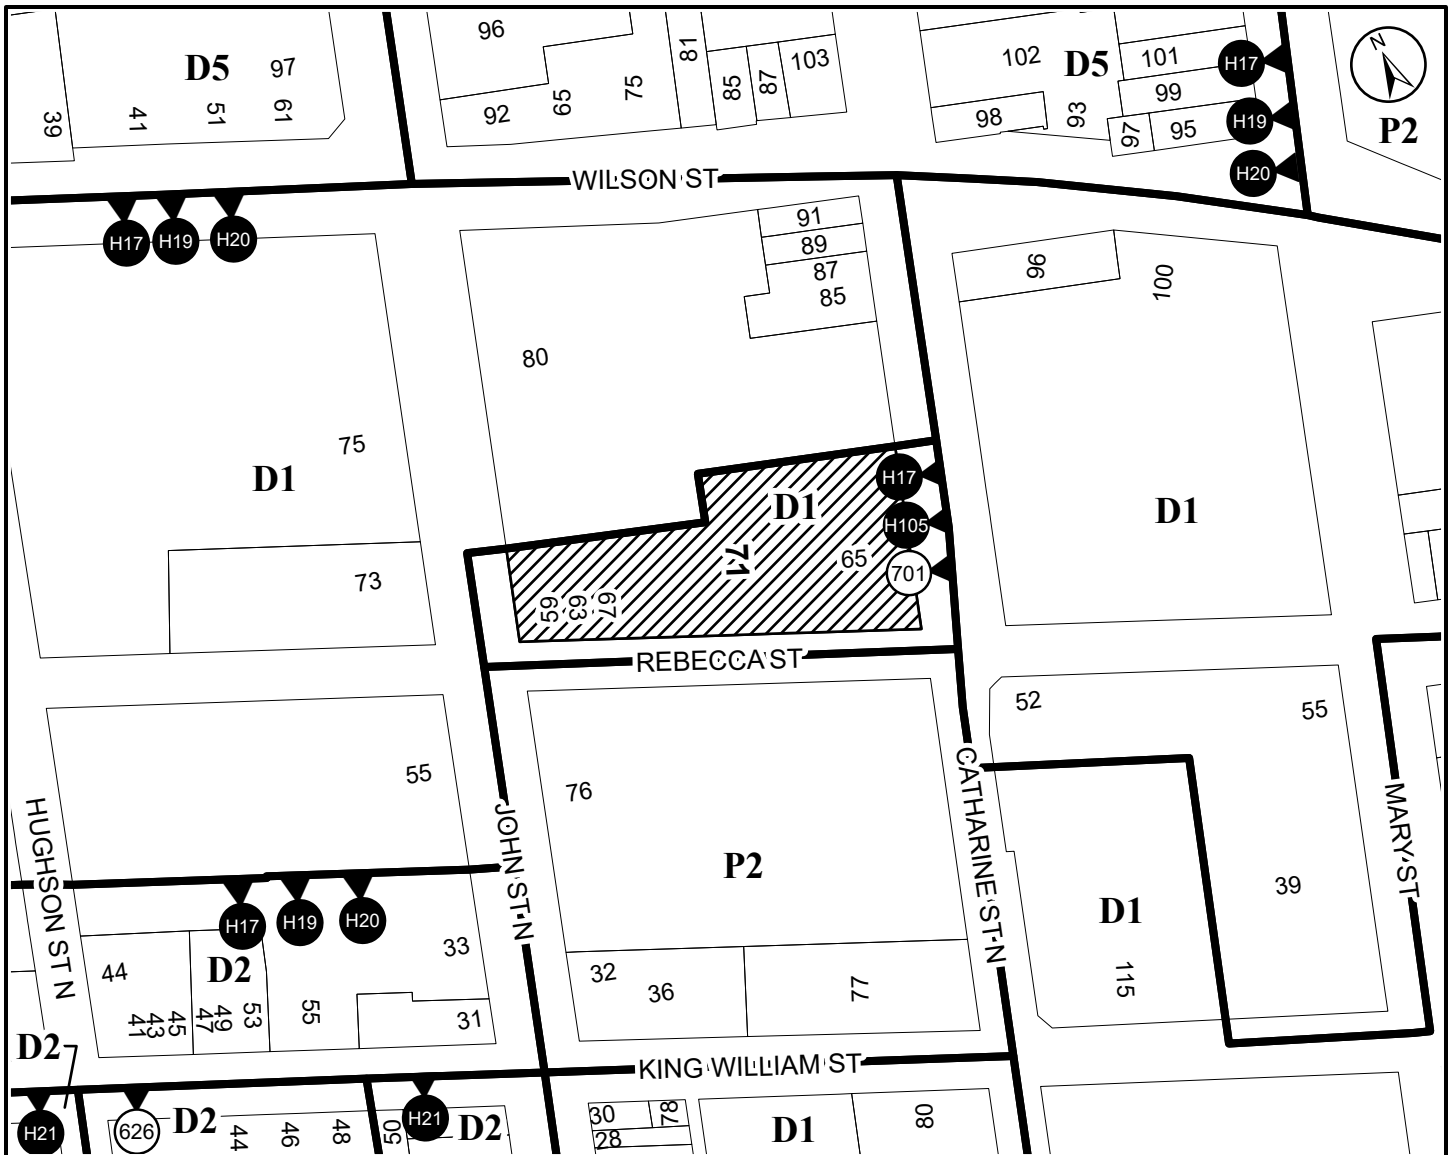 D5
97
39
41
51
61
96
92
65
75
81
85
87
103
102
98
93
D5
101
99
97
95
H17
H19
H20
N
P2
WILSON ST
H17
H19
H20
91
89
87
85
80
75
D1
73
96
100
D1
D1
71
65
59
63
67
H17
H105
701
REBECCA ST
HUGHSON ST N
55
JOHN ST N
76
P2
CATHARINE ST N
52
55
MARY ST
39
D1
115
H17
H19
H20
D2
33
44
41
43
45
47
49
53
55
31
32
36
77
D2
KING WILLIAM ST
H21
626
D2
44
46
48
50
H21
D2
30
78
28
D1
80